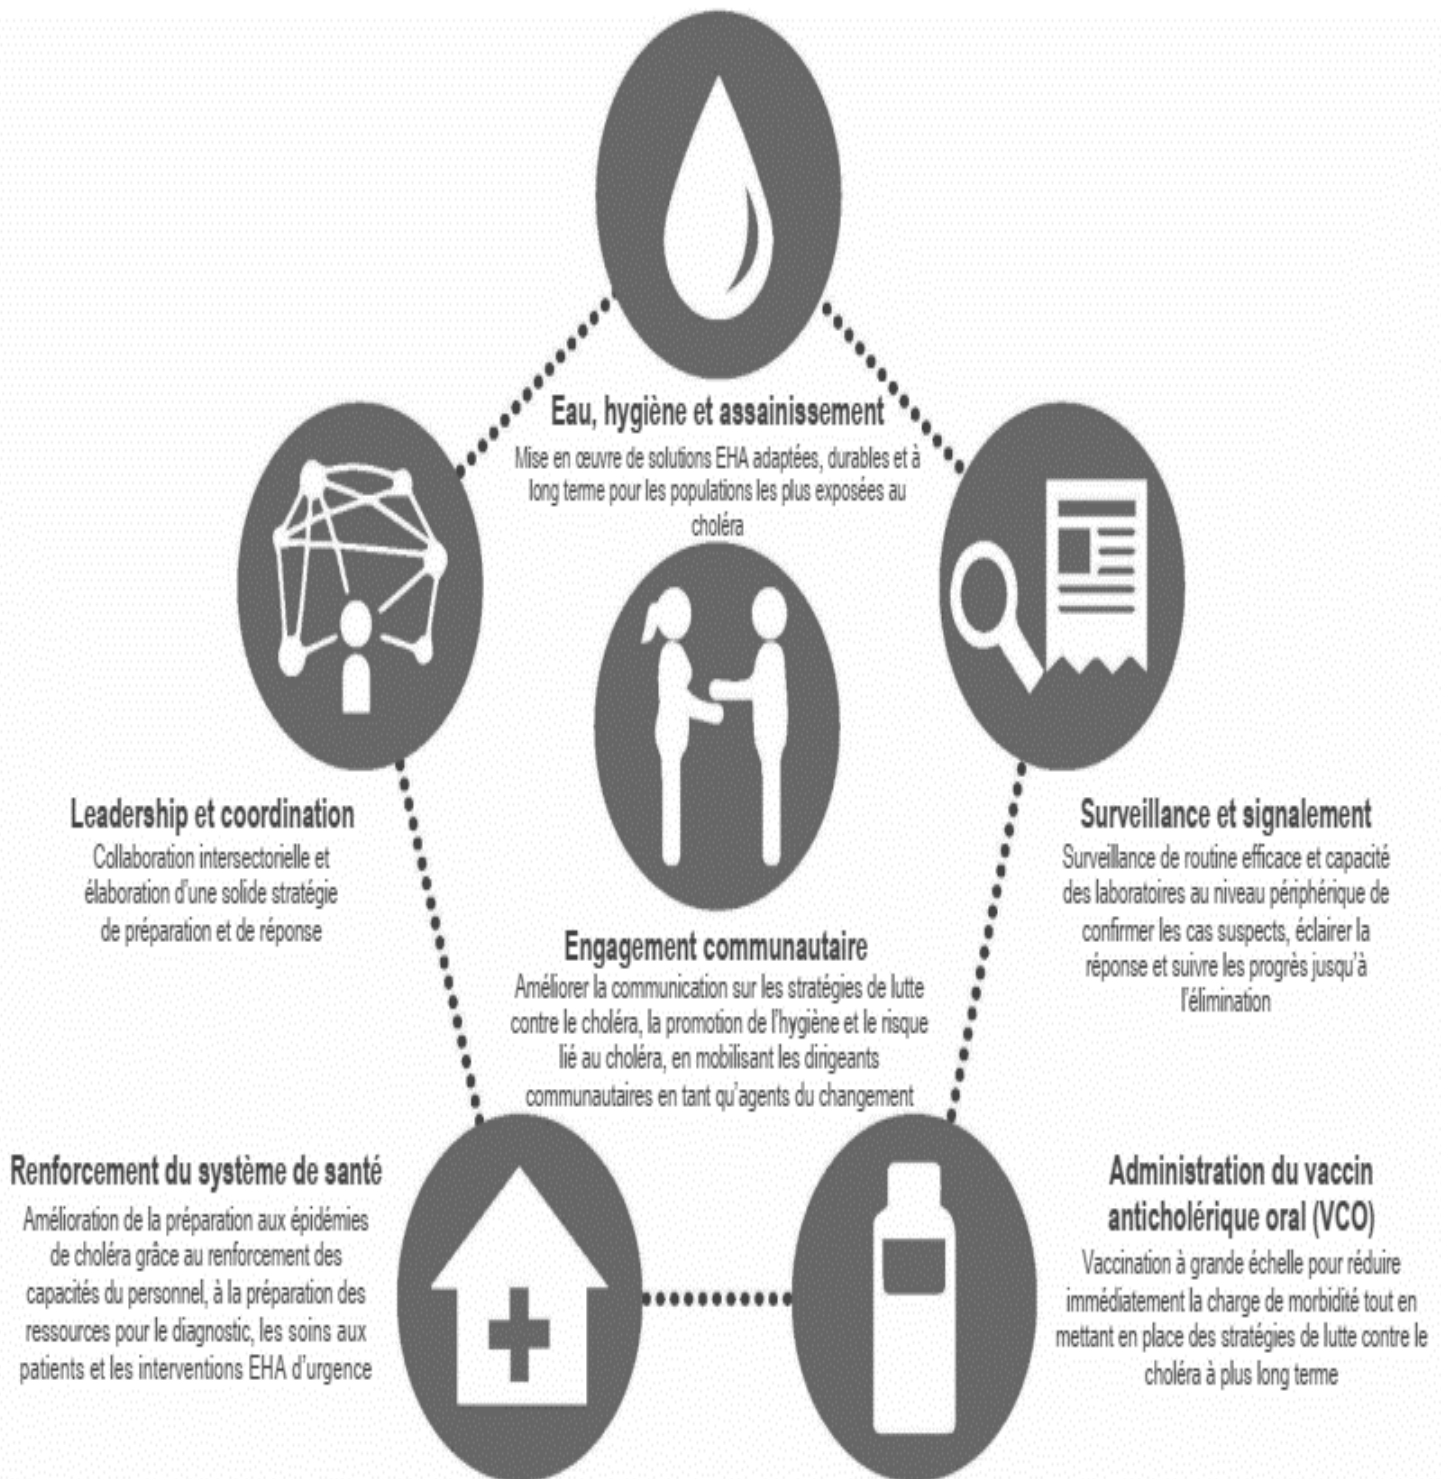 Eau, hygiène et assainissement
Mise en œuvre de solutions EHA adaptées, durables et à
long terme pour les populations les plus exposées au
choléra
Leadership et coordination
Collaboration intersectorielle et
élaboration d'une solide stratégie
de préparation et de réponse
Surveillance et signalement
Surveillance de routine efficace et capacité
des laboratoires au niveau périphérique de
confirmer les cas suspects, éclairer la
réponse et suivre les progrès jusqu'à
l'élimination
Engagement communautaire
Améliorer la communication sur les stratégies de lutte
contre le choléra, la promotion de l'hygiène et le risque
lié au choléra, en mobilisant les dirigeants
communautaires en tant qu'agents du changement
Renforcement du système de santé
Amélioration de la préparation aux épidémies
de choléra grâce au renforcement des
capacités du personnel, à la préparation des
ressources pour le diagnostic, les soins aux
patients et les interventions EHA d'urgence
Administration du vaccin
anticholérique oral (VCO)
Vaccination à grande échelle pour réduire
immédiatement la charge de morbidité tout en
mettant en place des stratégies de lutte contre le
choléra à plus long terme